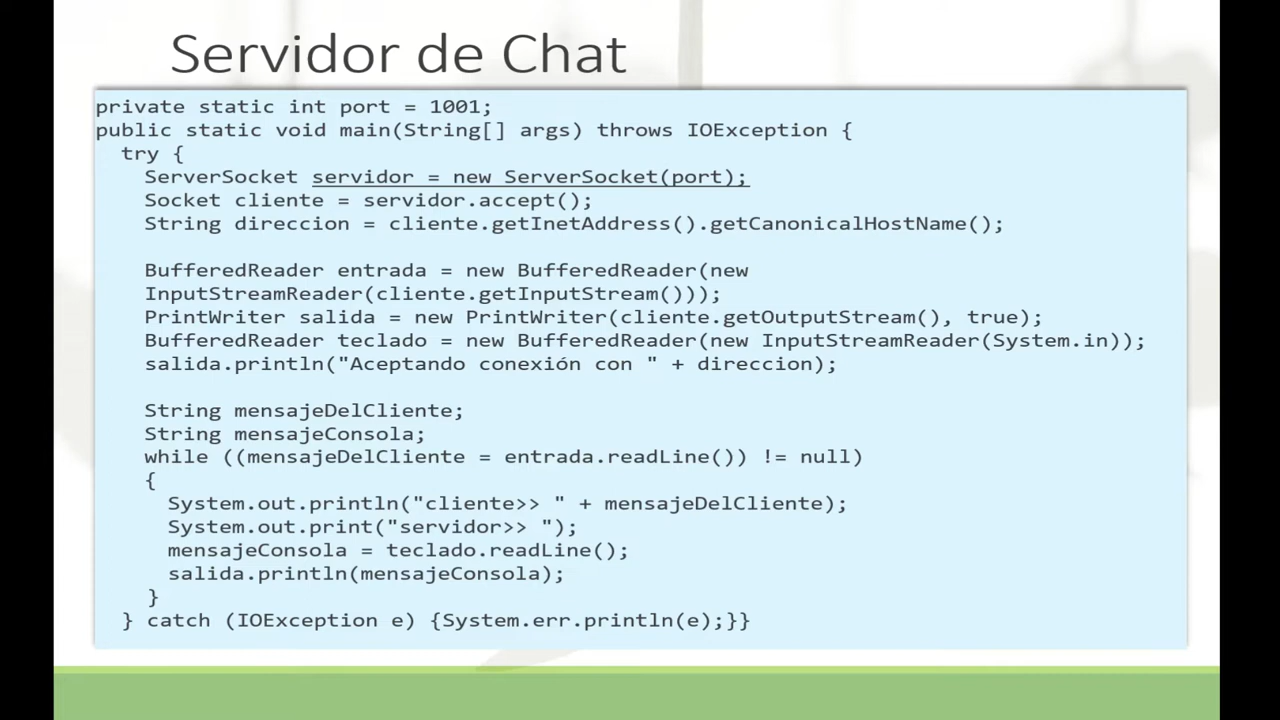 Servidor de Chat
private static int port = 1001;
public static void main(String[] args) throws IOException {
try {
ServerSocket servidor = new ServerSocket(port);
Socket cliente = servidor.accept();
String direccion = cliente.getInetAddress().getCanonicalHostName();
BufferedReader entrada = new BufferedReader(new
InputStreamReader(cliente.getInputStream()));
PrintWriter salida = new PrintWriter(cliente.getOutputStream(), true);
BufferedReader teclado = new BufferedReader(new InputStreamReader(System.in));
salida.println("Aceptando conexión con " + direccion);
String mensajeDelCliente;
String mensajeConsola;
while ((mensajeDelCliente = entrada.readLine()) != null)
{
System.out.println("cliente>> " + mensajeDelCliente);
System.out.print("servidor>> ");
mensajeConsola = teclado.readLine();
salida.println(mensajeConsola);
}
} catch (IOException e) {System.err.println(e);}}